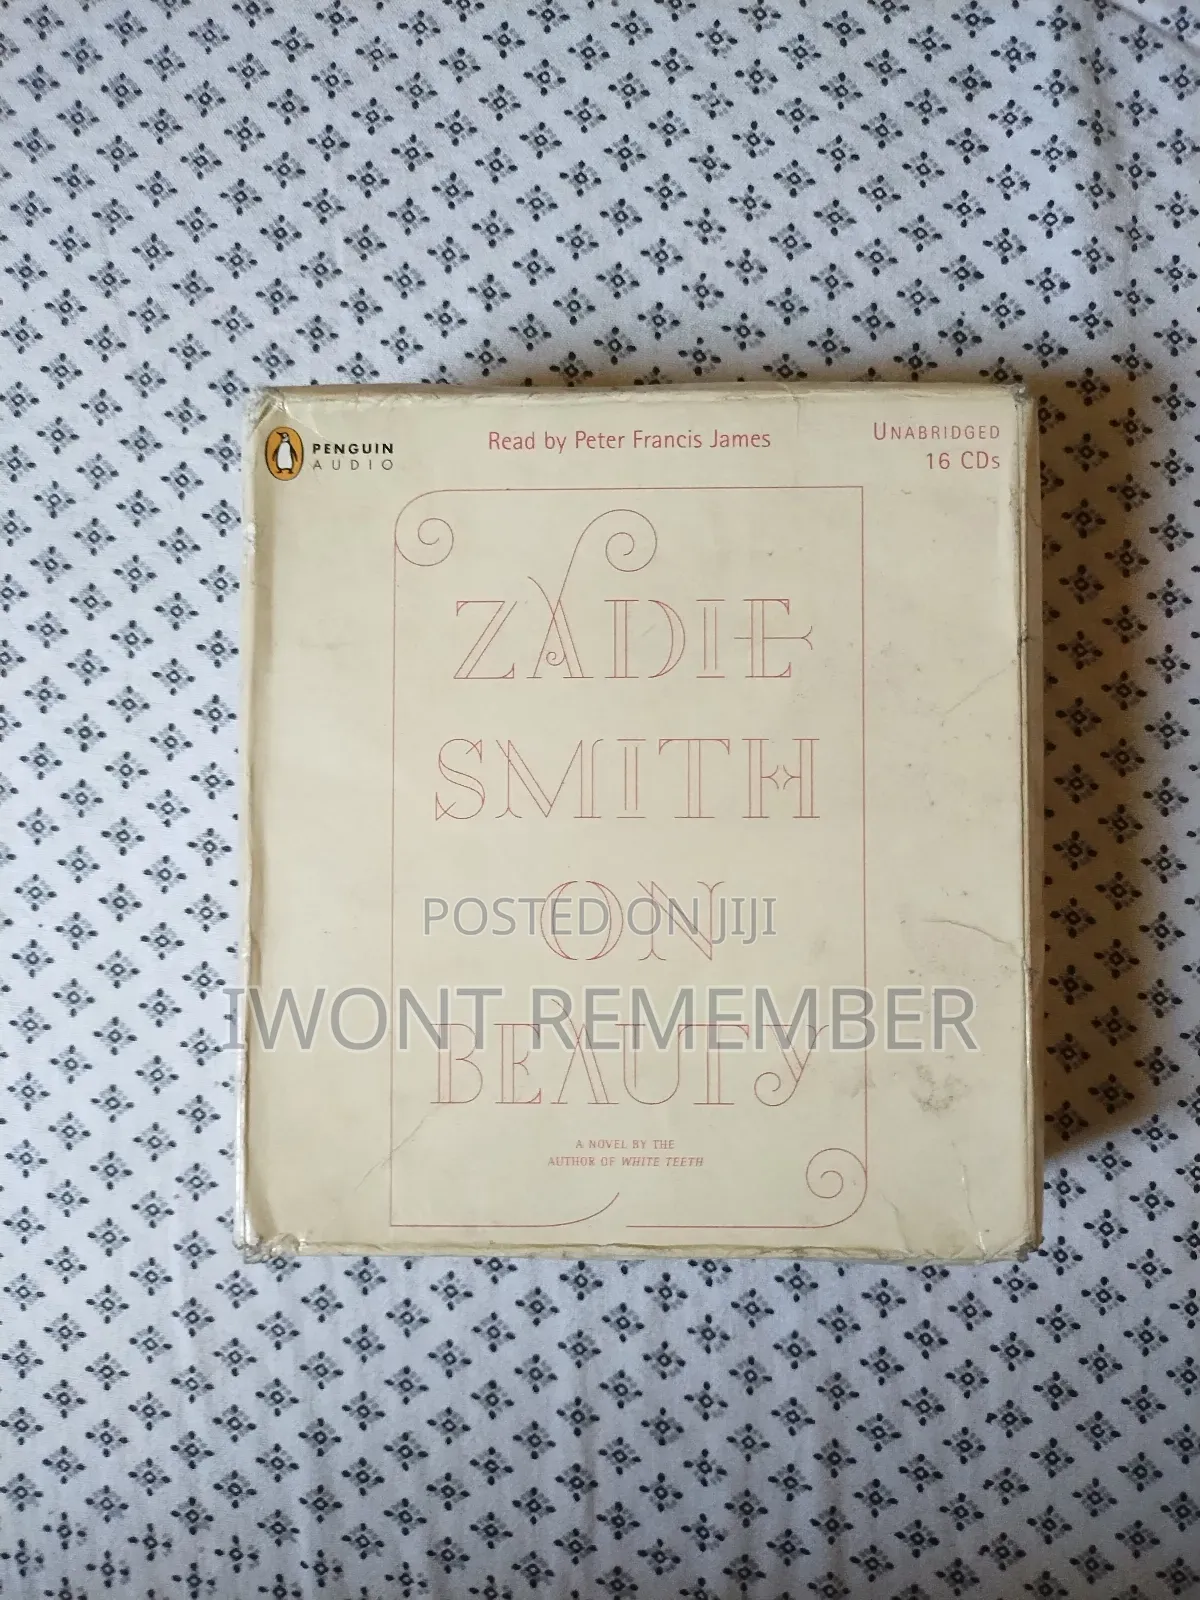 PENGUIN
AUDIO
Read by Peter Francis James
UNABRIDGED
16 CDs
ZADIE
SMITH
ON
POSTED ON JIJI
IWONT REMEMBER
BEAUTY
A NOVEL BY THE
AUTHOR OF WHITE TEETH